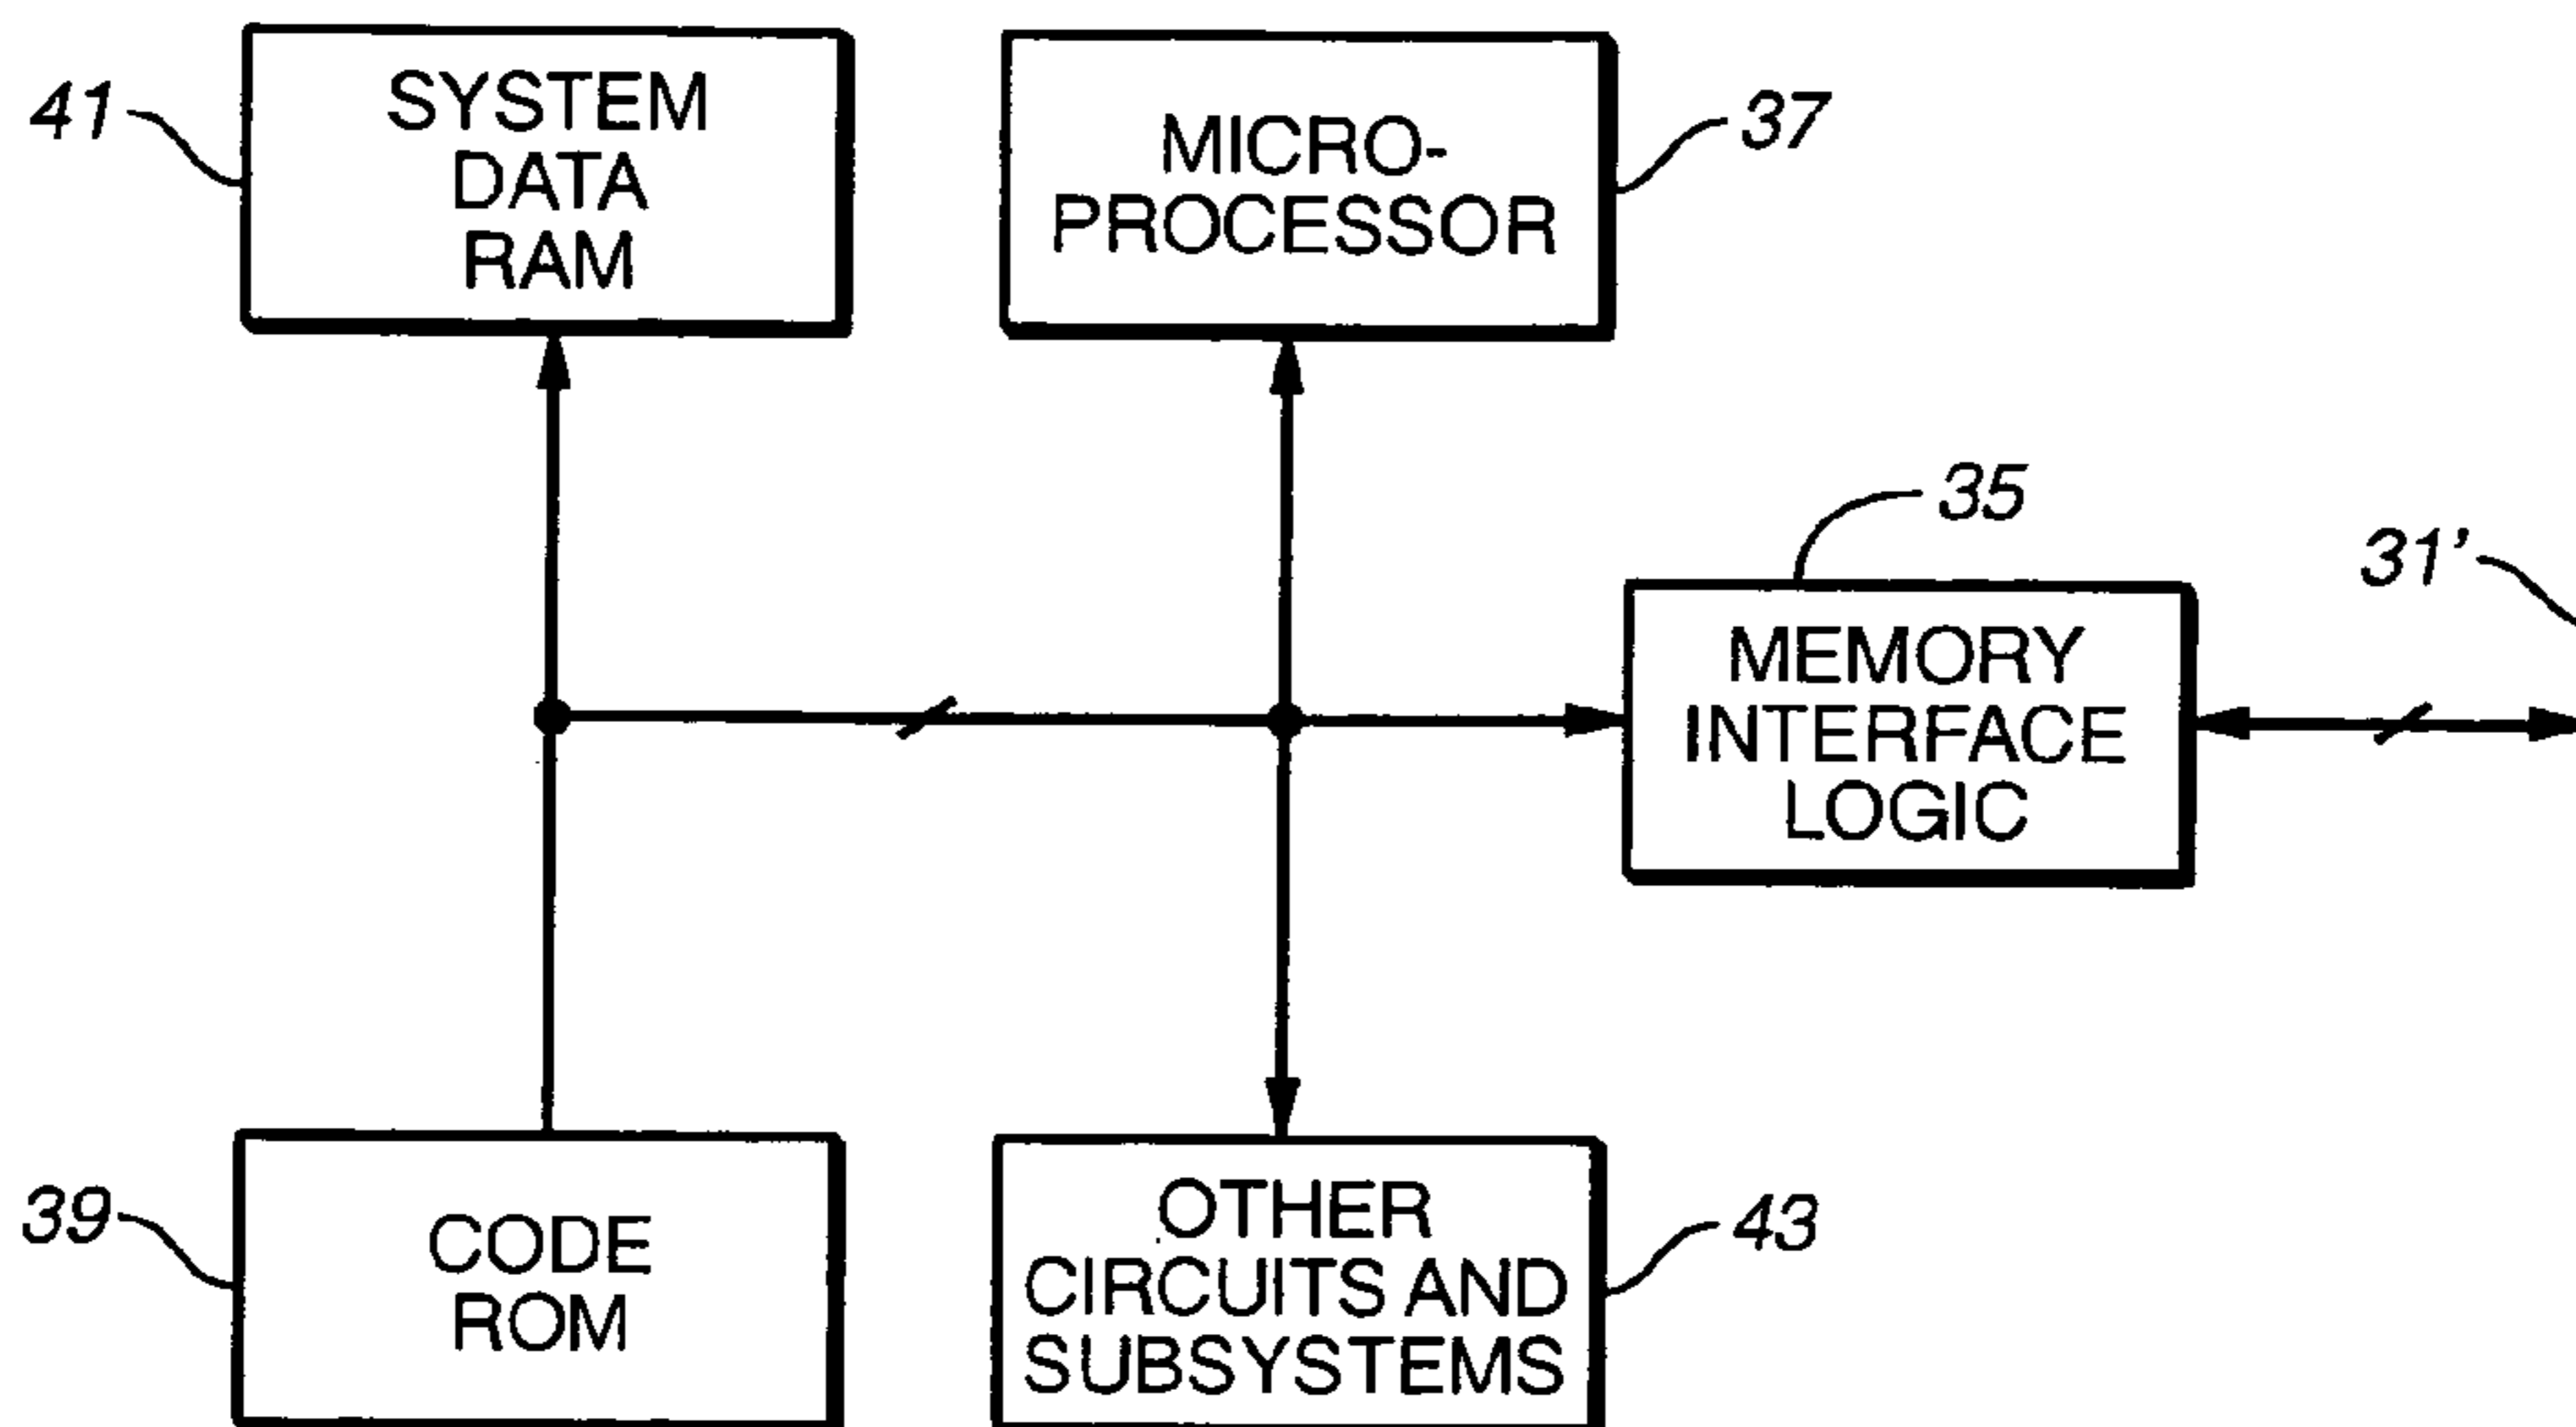 41
SYSTEM
DATA
RAM
MICRO-
PROCESSOR
37
35
31’
MEMORY
INTERFACE
LOGIC
39
CODE
ROM
OTHER
CIRCUITS AND
SUBSYSTEMS
43